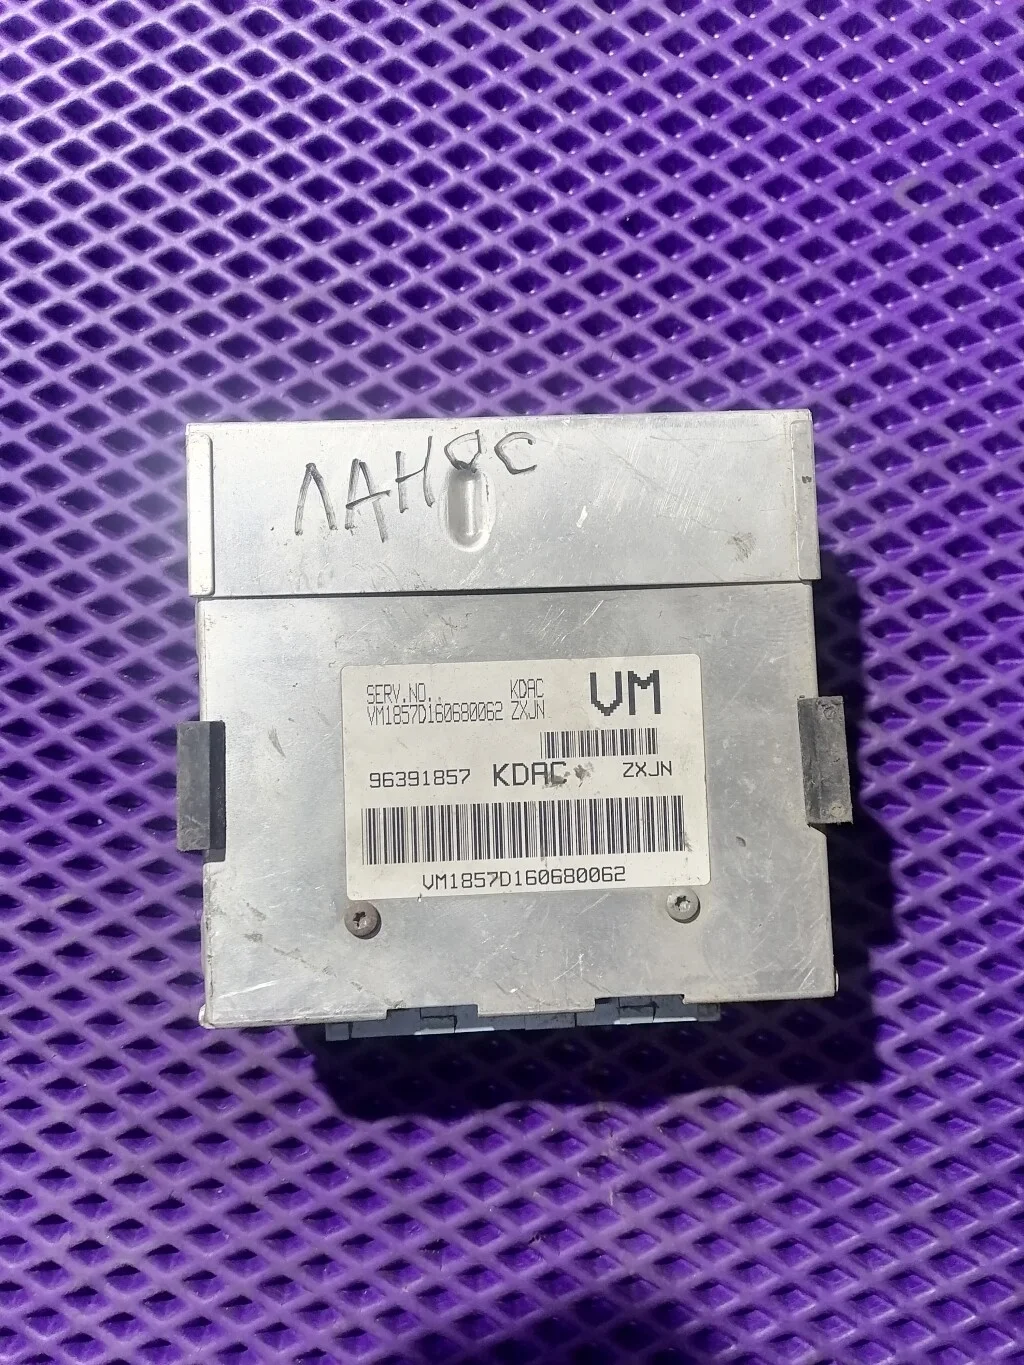 ЛАНОС
SERV.NO.. KDAC
VM1857D160680062 ZXJN
VM
96391857 KDAC ZXJN
VM1857D160680062